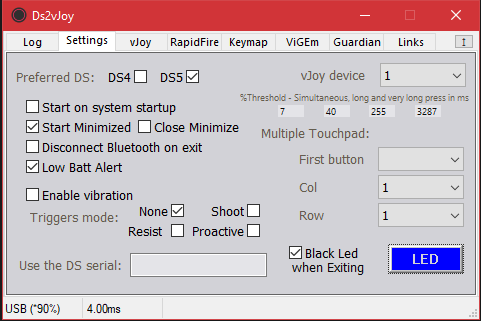 Ds2vJoy
Log Settings vJoy RapidFire Keymap ViGEm Guardian Links
Preferred DS: DS4 DS5
vJoy device 1
Start on system startup
%Threshold - Simultaneous, long and very long press in ms
7 40 255 3287
Start Minimized Close Minimize
Multiple Touchpad:
Disconnect Bluetooth on exit
First button
Low Batt Alert
Col 1
Enable vibration
Row 1
Triggers mode: None Shoot
Resist Proactive
Black Led
when Exiting
LED
Use the DS serial:
USB (*90%) 4.00ms